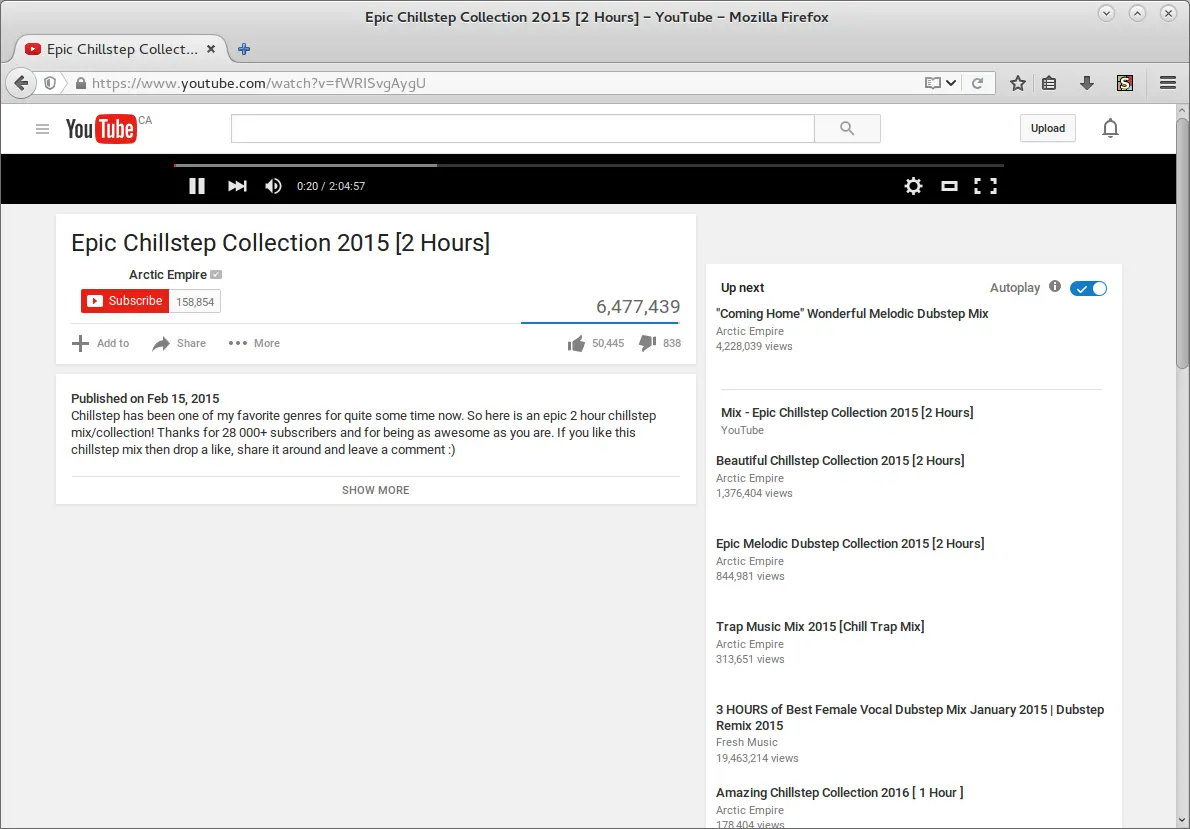 Epic Chillstep Collection 2015 [2 Hours] - YouTube - Mozilla Firefox
Epic Chillstep Collect...
https://www.youtube.com/watch?v=fWRISvgAygU
YouTube CA
Upload
0:20 / 2:04:57
Epic Chillstep Collection 2015 [2 Hours]
Arctic Empire
Subscribe 158,854
6,477,439
Add to Share More 50,445 838
Published on Feb 15, 2015
Chillstep has been one of my favorite genres for quite some time now. So here is an epic 2 hour chillstep
mix/collection! Thanks for 28 000+ subscribers and for being as awesome as you are. If you like this
chillstep mix then drop a like, share it around and leave a comment :)
SHOW MORE
Up next Autoplay
"Coming Home" Wonderful Melodic Dubstep Mix
Arctic Empire
4,228,039 views
Mix - Epic Chillstep Collection 2015 [2 Hours]
YouTube
Beautiful Chillstep Collection 2015 [2 Hours]
Arctic Empire
1,376,404 views
Epic Melodic Dubstep Collection 2015 [2 Hours]
Arctic Empire
844,981 views
Trap Music Mix 2015 [Chill Trap Mix]
Arctic Empire
313,651 views
3 HOURS of Best Female Vocal Dubstep Mix January 2015 | Dubstep
Remix 2015
Fresh Music
19,463,214 views
Amazing Chillstep Collection 2016 [ 1 Hour ]
Arctic Empire
178,404 views